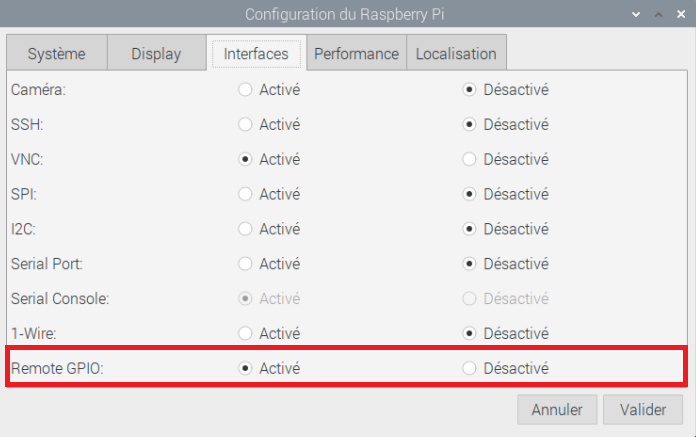 Configuration du Raspberry Pi
Système Display Interfaces Performance Localisation
Caméra: Activé Désactivé
SSH: Activé Désactivé
VNC: Activé Désactivé
SPI: Activé Désactivé
I2C: Activé Désactivé
Serial Port: Activé Désactivé
Serial Console: Activé Désactivé
1-Wire: Activé Désactivé
Remote GPIO: Activé Désactivé
Annuler Valider